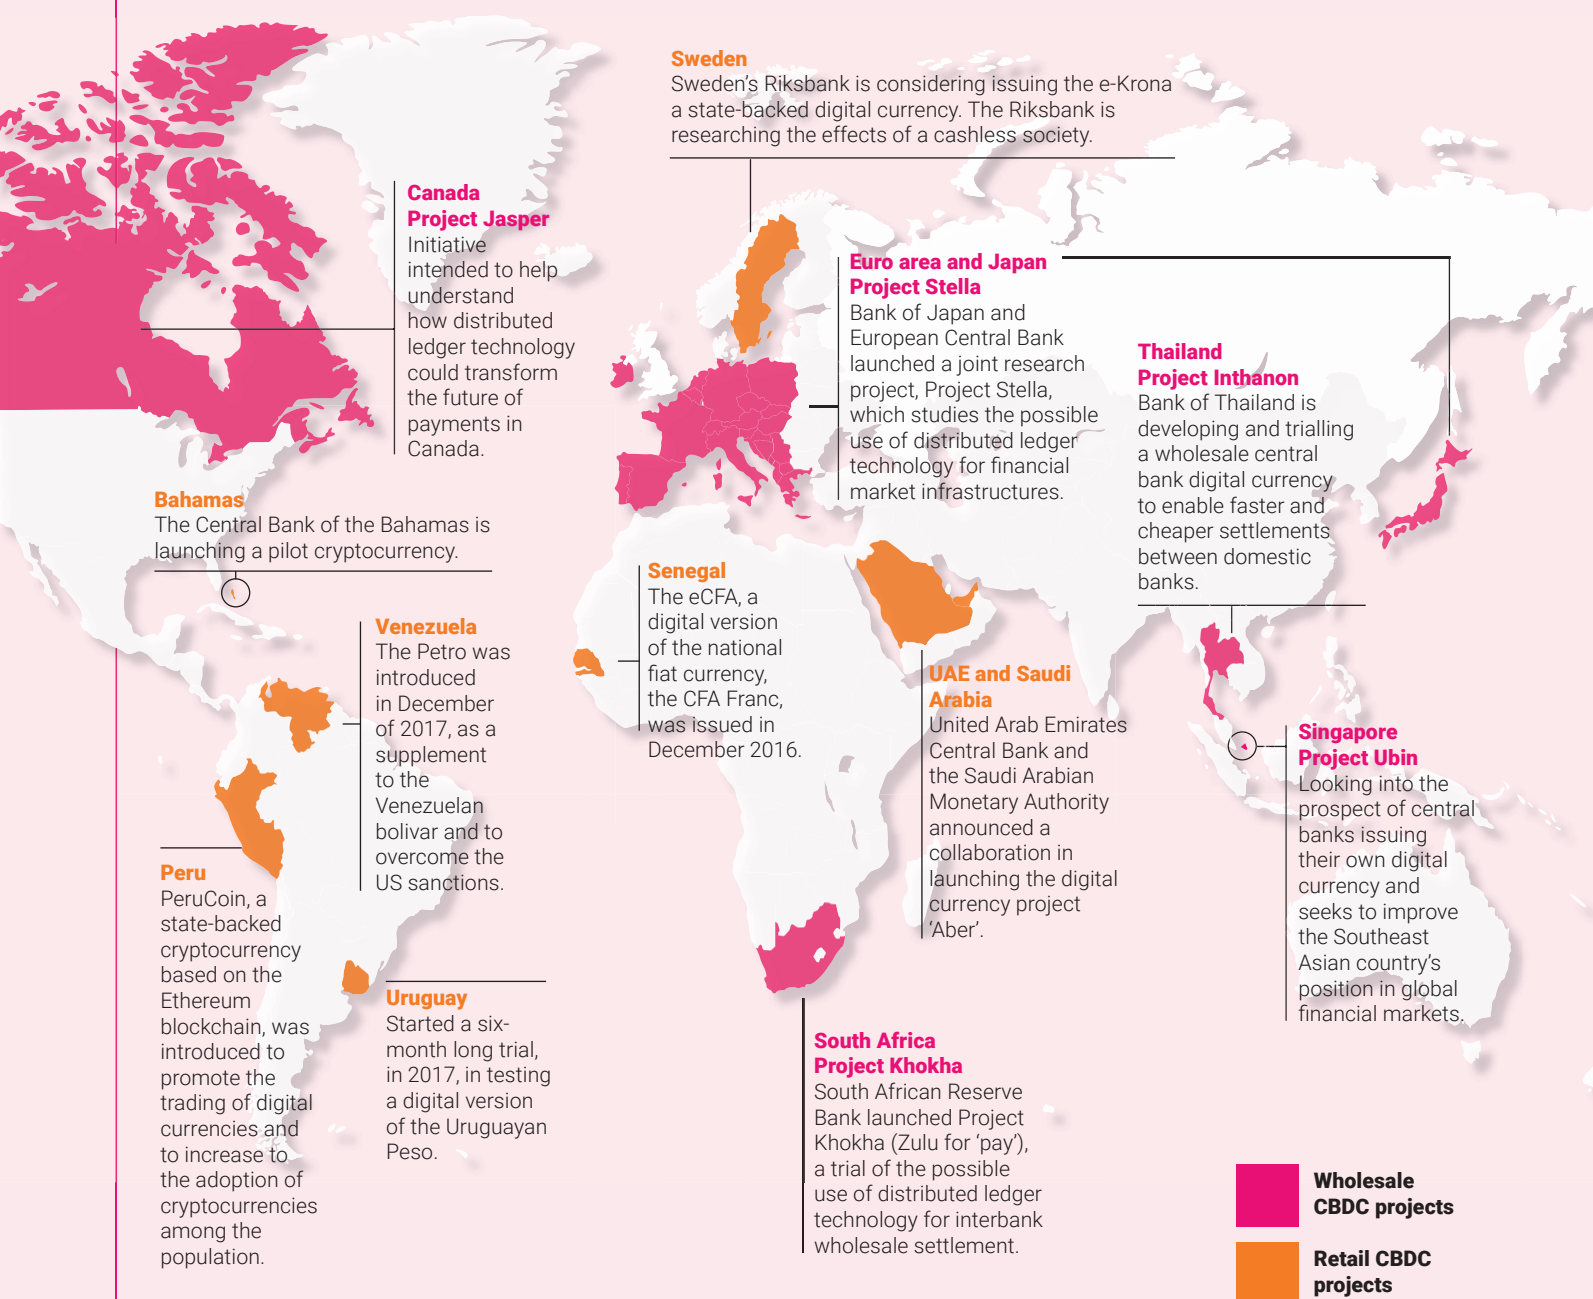 Sweden
Sweden's Riksbank is considering issuing the e-Krona
a state-backed digital currency. The Riksbank is
researching the effects of a cashless society.
Canada
Project Jasper
Initiative
intended to help
understand
how distributed
ledger technology
could transform
the future of
payments in
Canada.
Euro area and Japan
Project Stella
Bank of Japan and
European Central Bank
launched a joint research
project, Project Stella,
which studies the possible
use of distributed ledger
technology for financial
market infrastructures.
Thailand
Project Inthanon
Bank of Thailand is
developing and trialling
a wholesale central
bank digital currency
to enable faster and
cheaper settlements
between domestic
banks.
Bahamas
The Central Bank of the Bahamas is
launching a pilot cryptocurrency.
Senegal
The eCFA, a
digital version
of the national
fiat currency,
the CFA Franc,
was issued in
December 2016.
Venezuela
The Petro was
introduced
in December
of 2017, as a
supplement
to the
Venezuelan
bolivar and to
overcome the
US sanctions.
UAE and Saudi
Arabia
United Arab Emirates
Central Bank and
the Saudi Arabian
Monetary Authority
announced a
collaboration in
launching the digital
currency project
'Aber'.
Singapore
Project Ubin
Looking into the
prospect of central
banks issuing
their own digital
currency and
seeks to improve
the Southeast
Asian country's
position in global
financial markets.
Peru
PeruCoin, a
state-backed
cryptocurrency
based on the
Ethereum
blockchain, was
introduced to
promote the
trading of digital
currencies and
to increase to
the adoption of
cryptocurrencies
among the
population.
Uruguay
Started a six-
month long trial,
in 2017, in testing
a digital version
of the Uruguayan
Peso.
South Africa
Project Khokha
South African Reserve
Bank launched Project
Khokha (Zulu for 'pay'),
a trial of the possible
use of distributed ledger
technology for interbank
wholesale settlement.
Wholesale
CBDC projects
Retail CBDC
projects